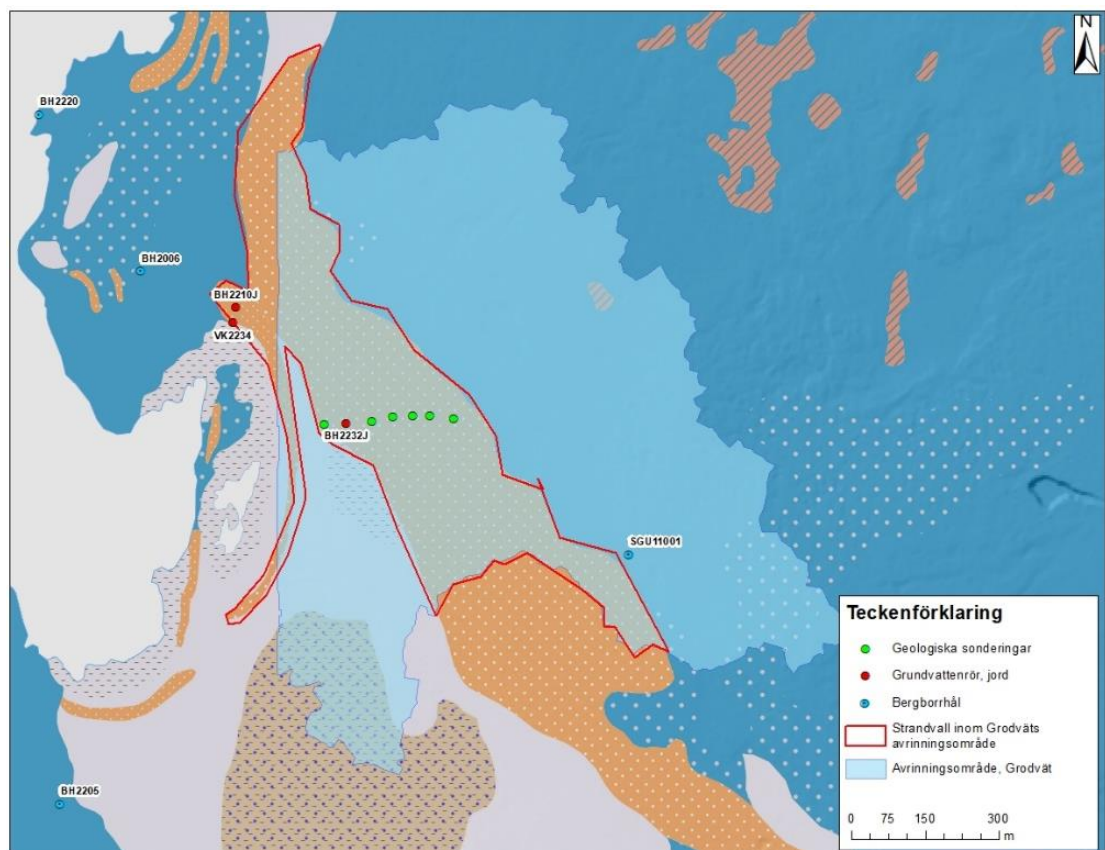 N
BH2220
BH2006
BH2210J
VK2234
BH2232J
SGU11001
BH2205
Teckenförklaring
Geologiska sonderingar
Grundvattenrör, jord
Bergborrhål
Strandvall inom Grodväts
avrinningsområde
Avrinningsområde, Grodvät
0 75 150 300
m